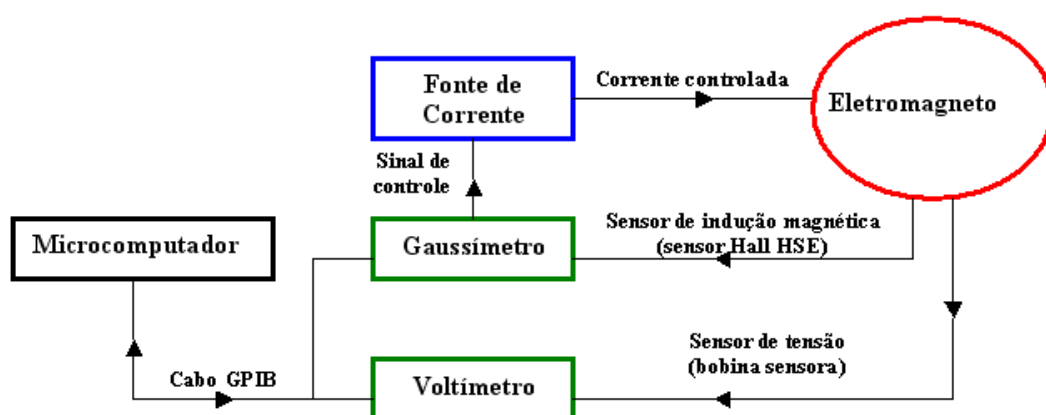 Fonte de
Corrente
Corrente controlada
Eletromagneto
Sinal de
controle
Microcomputador
Gaussímetro
Sensor de indução magnética
(sensor Hall HSE)
Sensor de tensão
(bobina sensora)
Cabo GPIB
Voltímetro